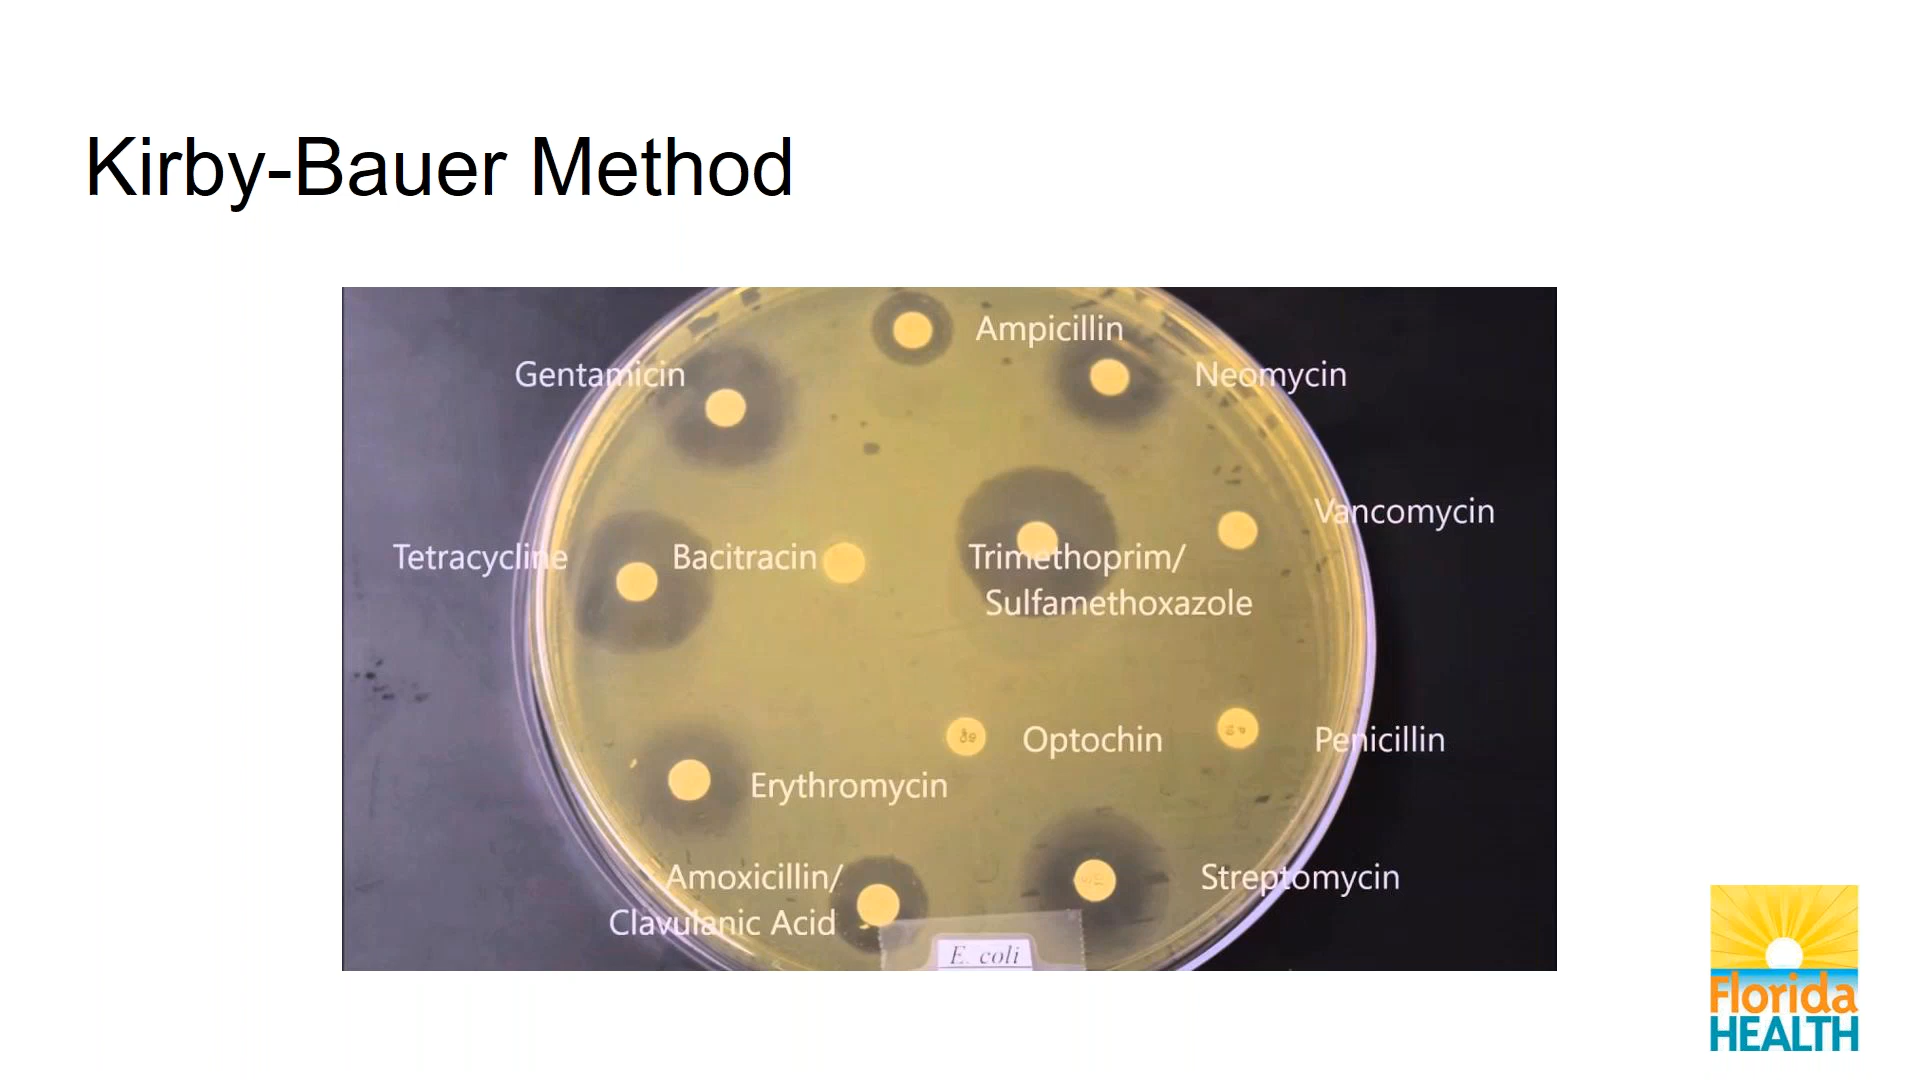 Kirby-Bauer Method
Ampicillin
Gentamicin
Neomycin
Vancomycin
Tetracycline
Bacitracin
Trimethoprim/
Sulfamethoxazole
Optochin
Penicillin
Erythromycin
Amoxicillin/
Clavulanic Acid
Streptomycin
E. coli
Florida
HEALTH